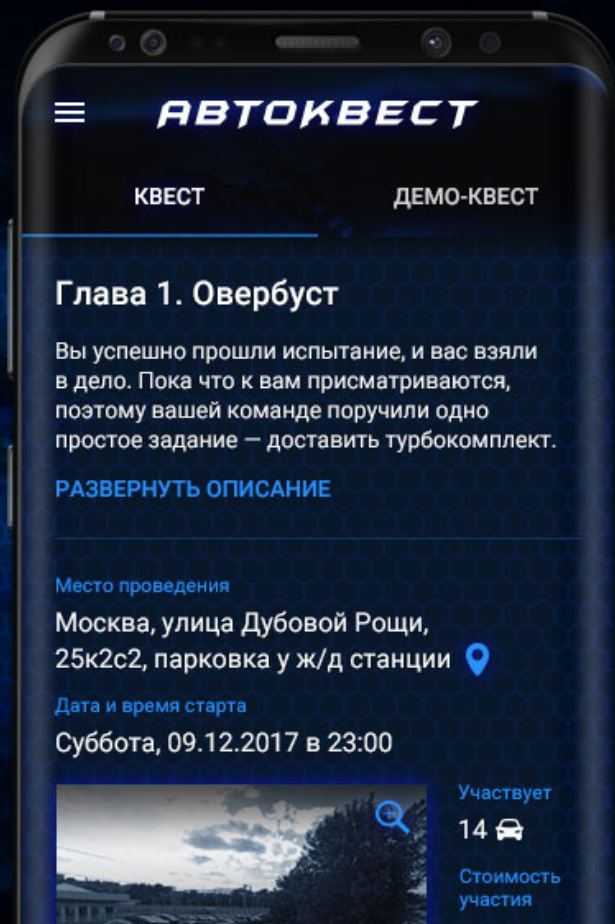 АВТОКВЕСТ
КВЕСТ
ДЕМО-КВЕСТ
Глава 1. Овербуст
Вы успешно прошли испытание, и вас взяли
в дело. Пока что к вам присматриваются,
поэтому вашей команде поручили одно
простое задание — доставить турбокомплект.
РАЗВЕРНУТЬ ОПИСАНИЕ
Место проведения
Москва, улица Дубовой Рощи,
25к2с2, парковка у ж/д станции
Дата и время старта
Суббота, 09.12.2017 в 23:00
Участвует
14
Стоимость
участия